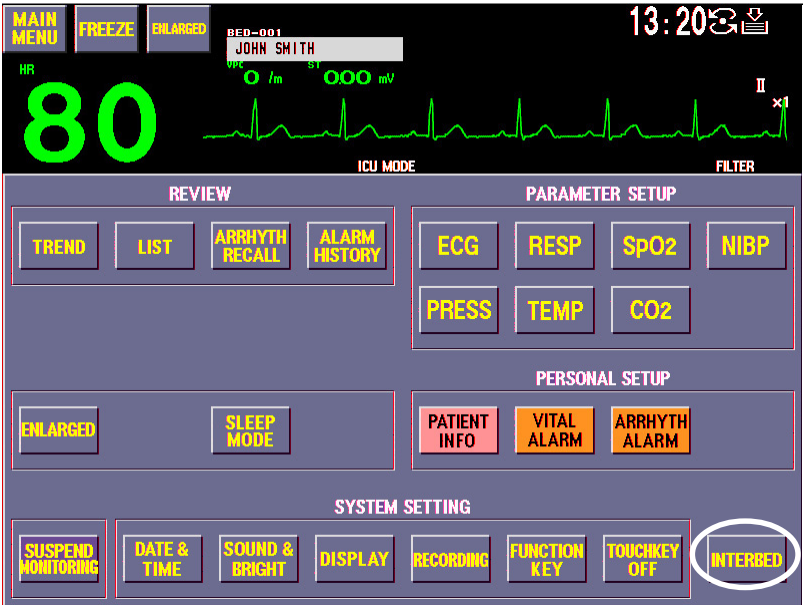 MAIN MENU
FREEZE
ENLARGED
BED-001
JOHN SMITH
13:20
HR
80
VPC
0 /m
ST
0.00 mV
II
×1
ICU MODE
FILTER
REVIEW
TREND
LIST
ARRHYTH RECALL
ALARM HISTORY
PARAMETER SETUP
ECG
RESP
SpO2
NIBP
PRESS
TEMP
CO2
ENLARGED
SLEEP MODE
PERSONAL SETUP
PATIENT INFO
VITAL ALARM
ARRHYTH ALARM
SYSTEM SETTING
SUSPEND MONITORING
DATE & TIME
SOUND & BRIGHT
DISPLAY
RECORDING
FUNCTION KEY
TOUCHKEY OFF
INTERBED